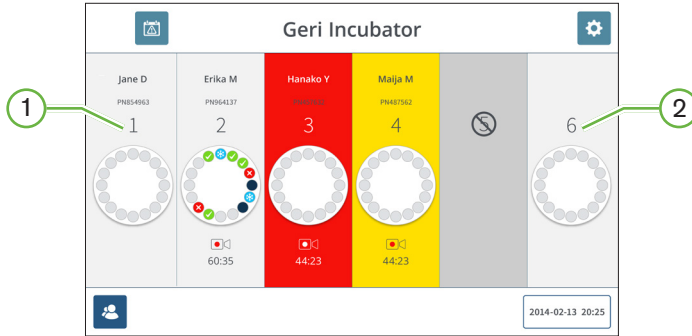 Geri Incubator
Jane D
PN854963
1
Erika M
PN964137
2
60:35
Hanako Y
3
44:23
Maija M
PN487562
4
44:23
5
6
1
2
2014-02-13 20:25